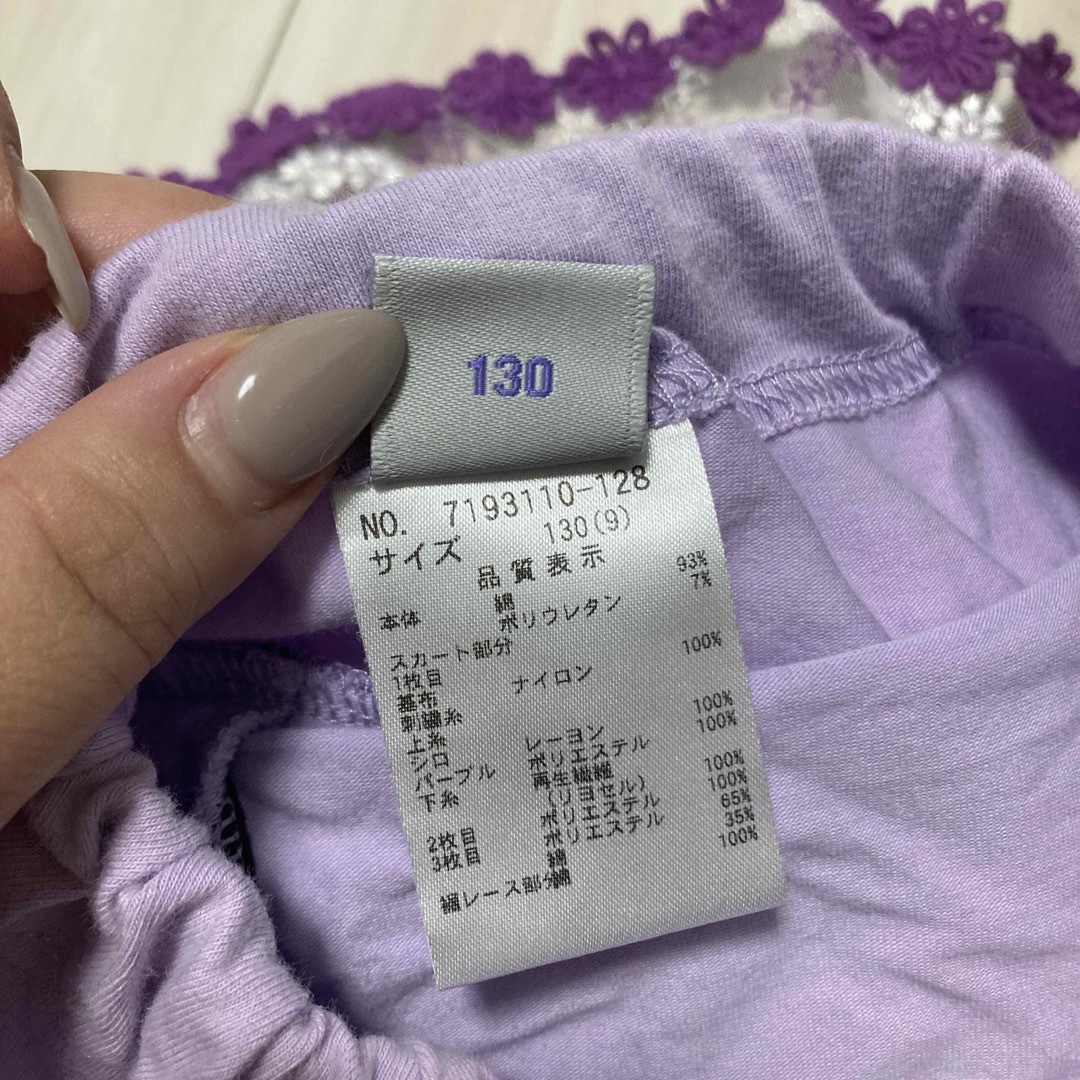 130
NO. 7193110-128
サイズ 130(9)
品質表示
本体 綿 93%
ポリウレタン 7%
スカート部分
1枚目
基布 ナイロン 100%
刺繍糸
上糸
シロ レーヨン 100%
パープル ポリエステル 100%
下糸 再生繊維
(リヨセル) 100%
2枚目 ポリエステル 100%
3枚目 ポリエステル 65%
綿 35%
綿レース部分 綿 100%